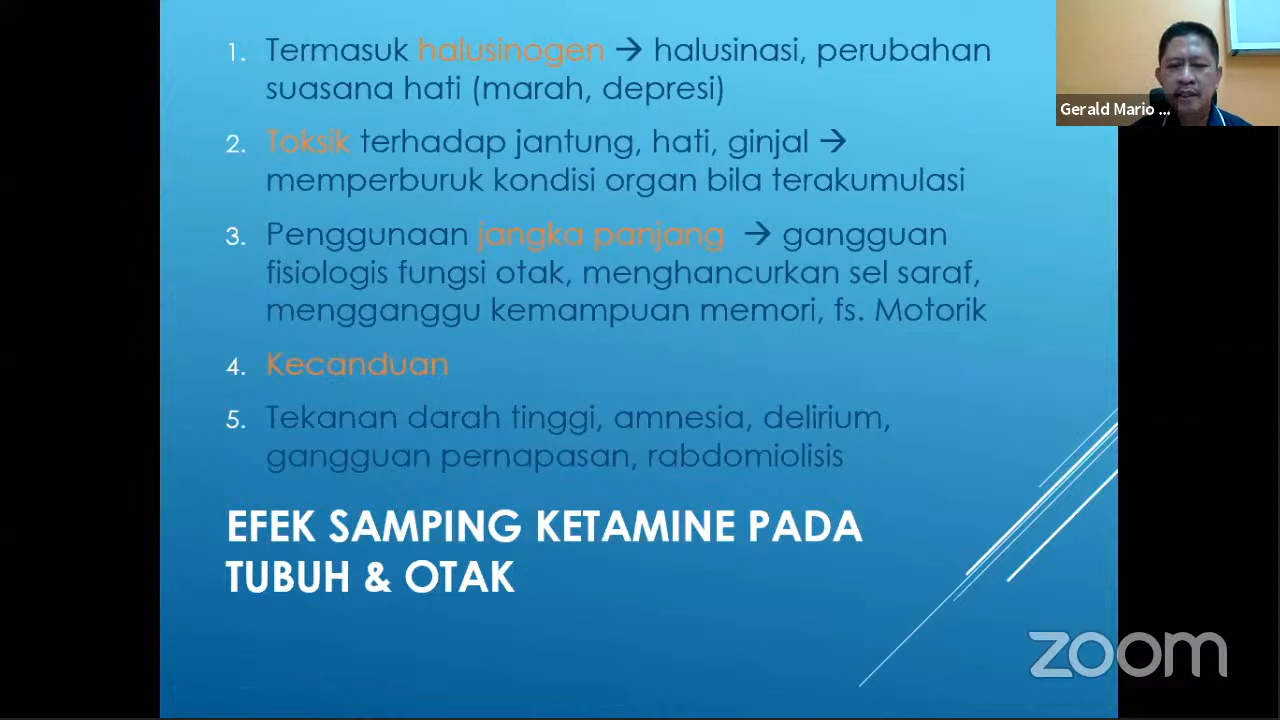 1. Termasuk halusinogen → halusinasi, perubahan
suasana hati (marah, depresi)
2. Toksik terhadap jantung, hati, ginjal →
memperburuk kondisi organ bila terakumulasi
3. Penggunaan jangka panjang → gangguan
fisiologis fungsi otak, menghancurkan sel saraf,
mengganggu kemampuan memori, fs. Motorik
4. Kecanduan
5. Tekanan darah tinggi, amnesia, delirium,
gangguan pernapasan, rabdomiolisis
EFEK SAMPING KETAMINE PADA
TUBUH & OTAK
Gerald Mario ...
zoom